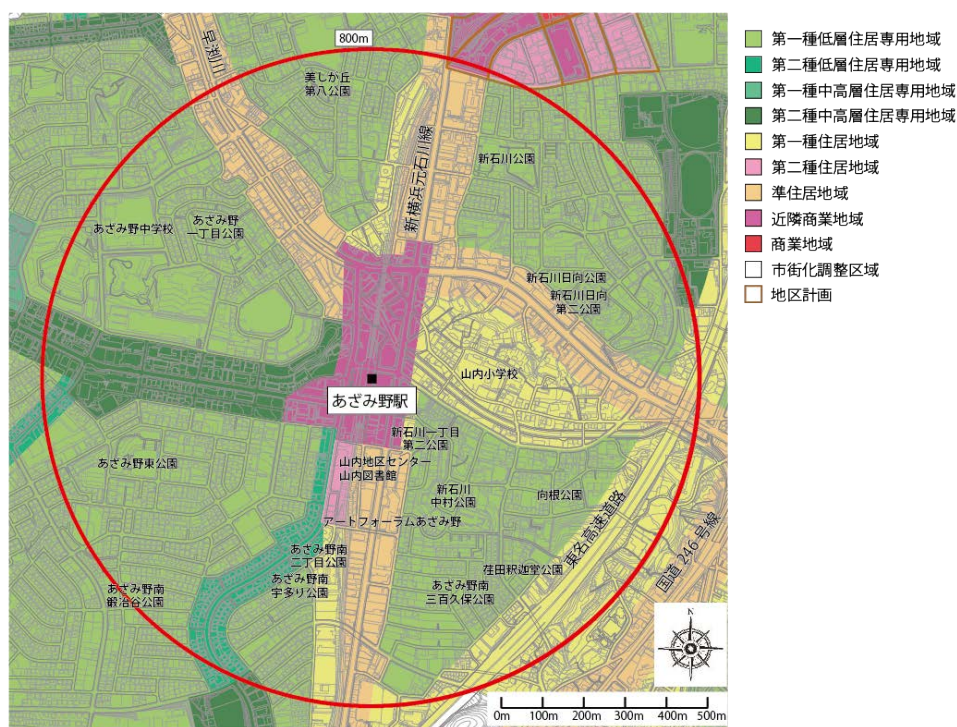 800m
早渕川
美しが丘
第八公園
新横浜元石川線
新石川公園
あざみ野中学校
あざみ野
一丁目公園
新石川日向公園
新石川日向
第二公園
山内小学校
あざみ野駅
新石川一丁目
第二公園
山内地区センター
山内図書館
あざみ野東公園
新石川
中村公園
向根公園
アートフォーラムあざみ野
東名高速道路
国道246号線
あざみ野南
二丁目公園
荏田釈迦堂公園
あざみ野南
宇多り公園
あざみ野南
鍛冶谷公園
あざみ野南
三百久保公園
N
0m 100m 200m 300m 400m 500m
第一種低層住居専用地域
第二種低層住居専用地域
第一種中高層住居専用地域
第二種中高層住居専用地域
第一種住居地域
第二種住居地域
準住居地域
近隣商業地域
商業地域
市街化調整区域
地区計画